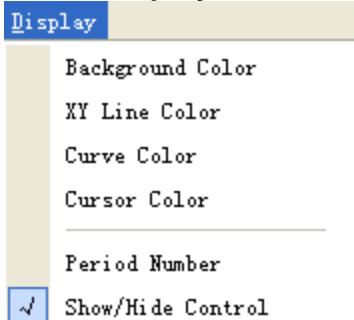 Display
Background Color
XY Line Color
Curve Color
Cursor Color
Period Number
Show/Hide Control